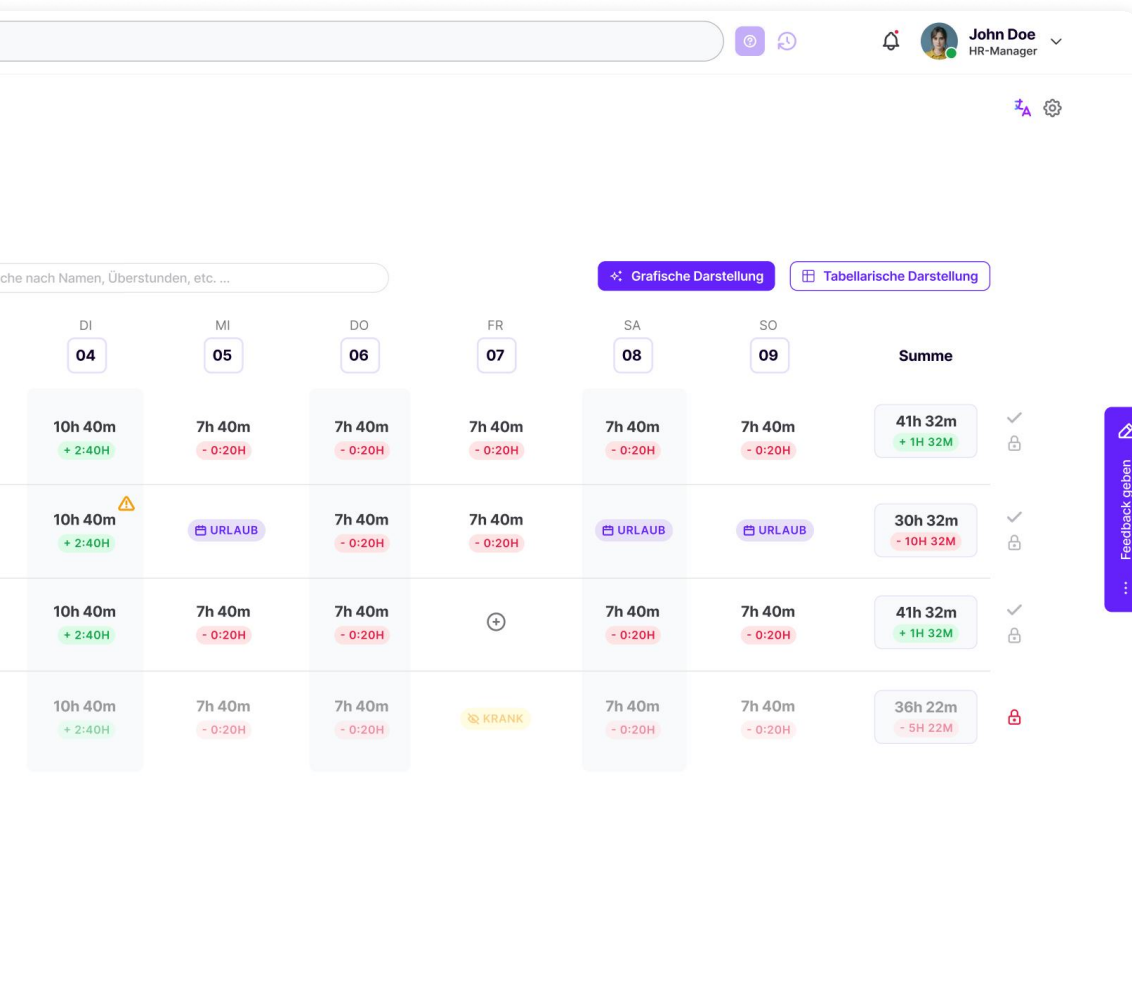 John Doe
HR-Manager
che nach Namen, Überstunden, etc. ...
Grafische Darstellung
Tabellarische Darstellung
DI MI DO FR SA SO
04 05 06 07 08 09 Summe
10h 40m 7h 40m 7h 40m 7h 40m 7h 40m 7h 40m 41h 32m
+ 2:40H - 0:20H - 0:20H - 0:20H - 0:20H - 0:20H + 1H 32M
10h 40m URLAUB 7h 40m 7h 40m URLAUB URLAUB 30h 32m
+ 2:40H - 0:20H - 0:20H - 10H 32M
10h 40m 7h 40m 7h 40m 7h 40m 7h 40m 41h 32m
+ 2:40H - 0:20H - 0:20H - 0:20H - 0:20H + 1H 32M
10h 40m 7h 40m 7h 40m KRANK 7h 40m 7h 40m 36h 22m
+ 2:40H - 0:20H - 0:20H - 0:20H - 0:20H - 5H 22M
Feedback geben